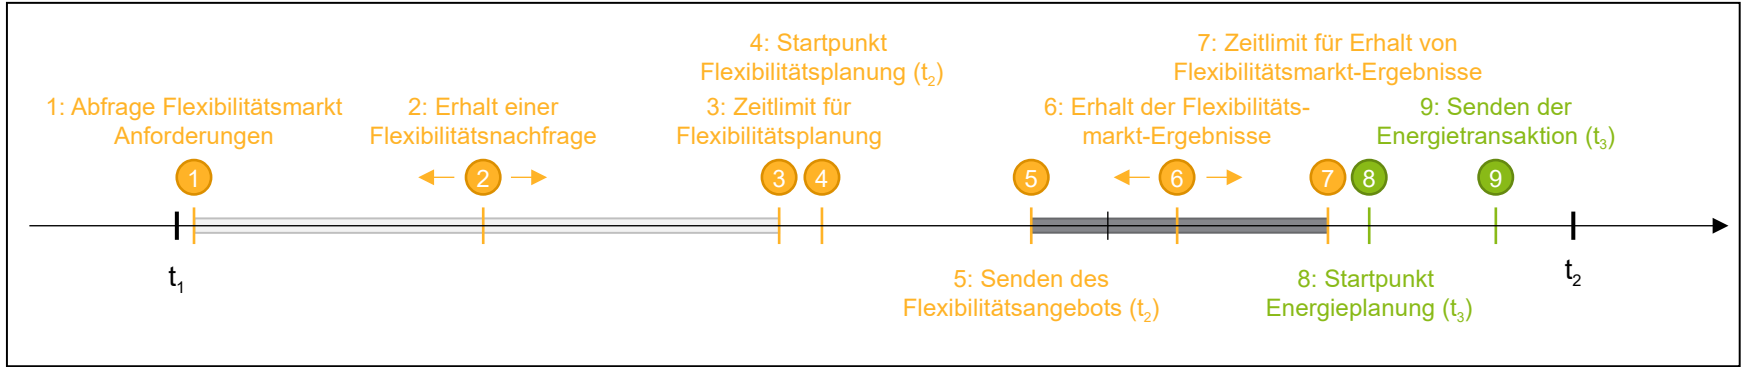 4: Startpunkt
Flexibilitätsplanung (t2)
7: Zeitlimit für Erhalt von
Flexibilitätsmarkt-Ergebnisse
1: Abfrage Flexibilitätsmarkt
Anforderungen
2: Erhalt einer
Flexibilitätsnachfrage
3: Zeitlimit für
Flexibilitätsplanung
6: Erhalt der Flexibilitäts-
markt-Ergebnisse
9: Senden der
Energietransaktion (t3)
1 2 3 4 5 6 7 8 9
t1
t2
5: Senden des
Flexibilitätsangebots (t2)
8: Startpunkt
Energieplanung (t3)